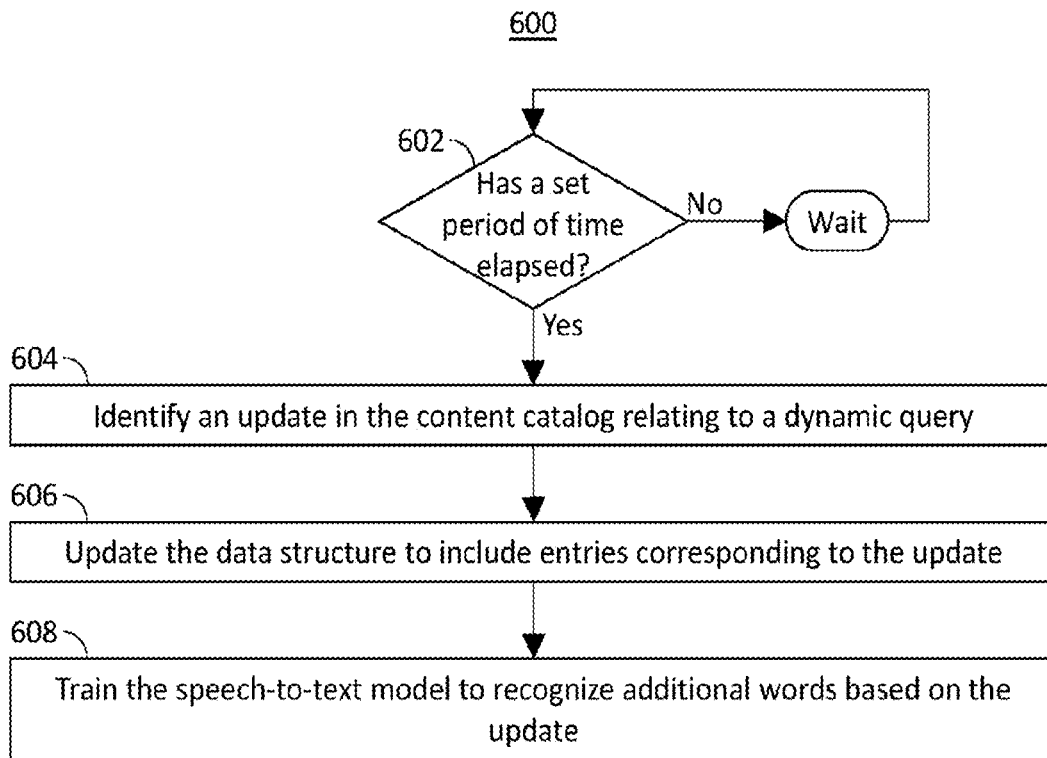 600
602
Has a set
period of time
elapsed?
No
Wait
Yes
604
Identify an update in the content catalog relating to a dynamic query
606
Update the data structure to include entries corresponding to the update
608
Train the speech-to-text model to recognize additional words based on the
update